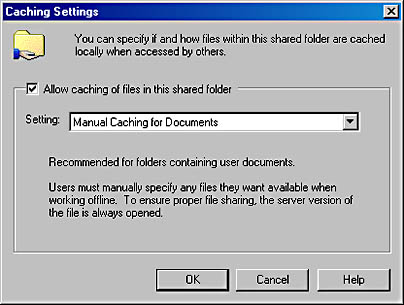 Caching Settings
You can specify if and how files within this shared folder are cached
locally when accessed by others.
Allow caching of files in this shared folder
Setting: Manual Caching for Documents
Recommended for folders containing user documents.
Users must manually specify any files they want available when
working offline. To ensure proper file sharing, the server version of
the file is always opened.
OK Cancel Help